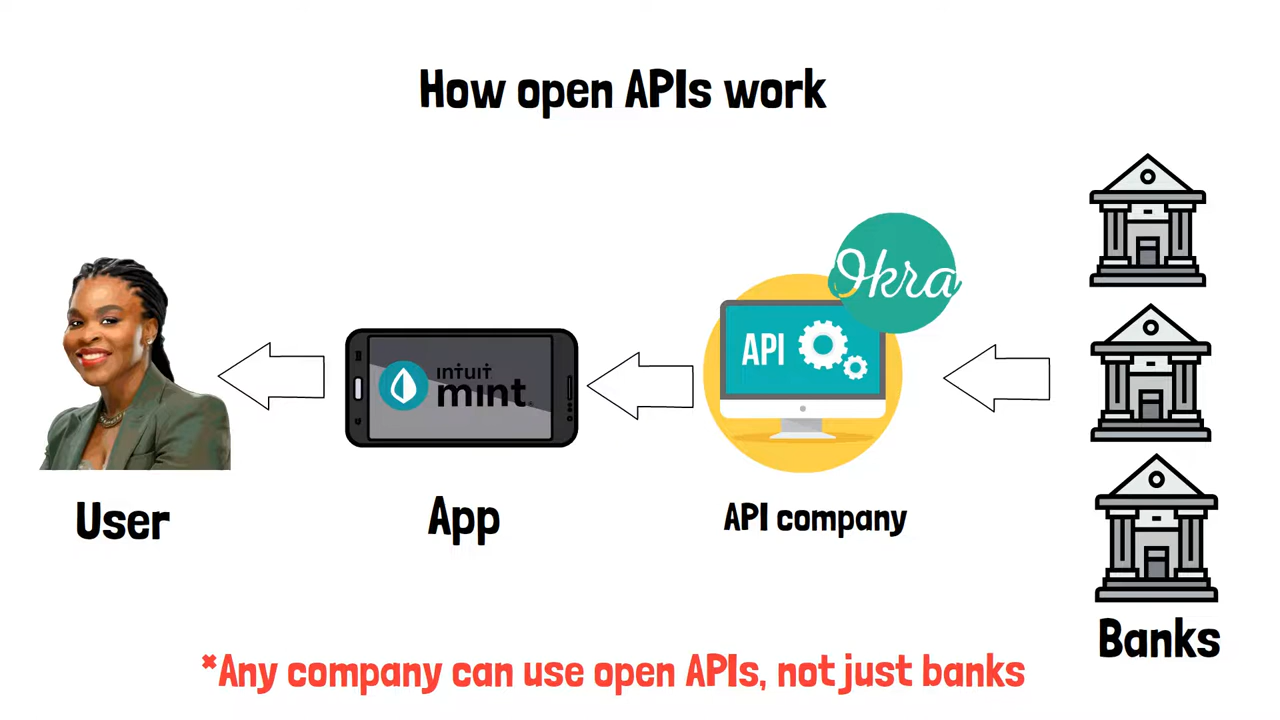 How open APIs work
Okra
API
intuit
mint
User
App
API company
Banks
*Any company can use open APIs, not just banks